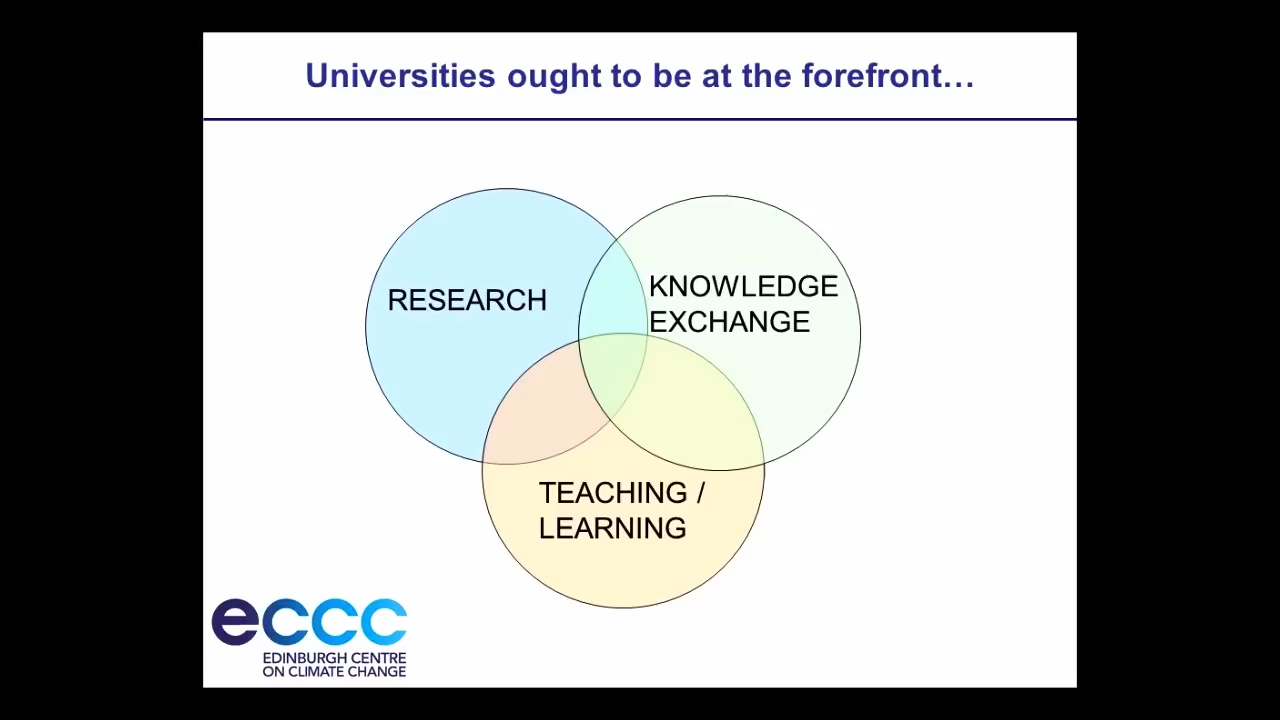 Universities ought to be at the forefront…
RESEARCH
KNOWLEDGE
EXCHANGE
TEACHING /
LEARNING
eccc
EDINBURGH CENTRE
ON CLIMATE CHANGE